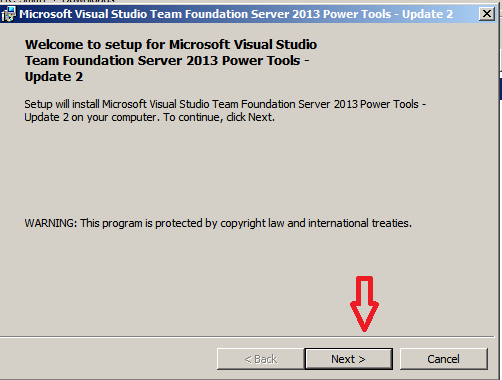 Microsoft Visual Studio Team Foundation Server 2013 Power Tools - Update 2
Welcome to setup for Microsoft Visual Studio
Team Foundation Server 2013 Power Tools -
Update 2
Setup will install Microsoft Visual Studio Team Foundation Server 2013 Power Tools -
Update 2 on your computer. To continue, click Next.
WARNING: This program is protected by copyright law and international treaties.
< Back Next > Cancel